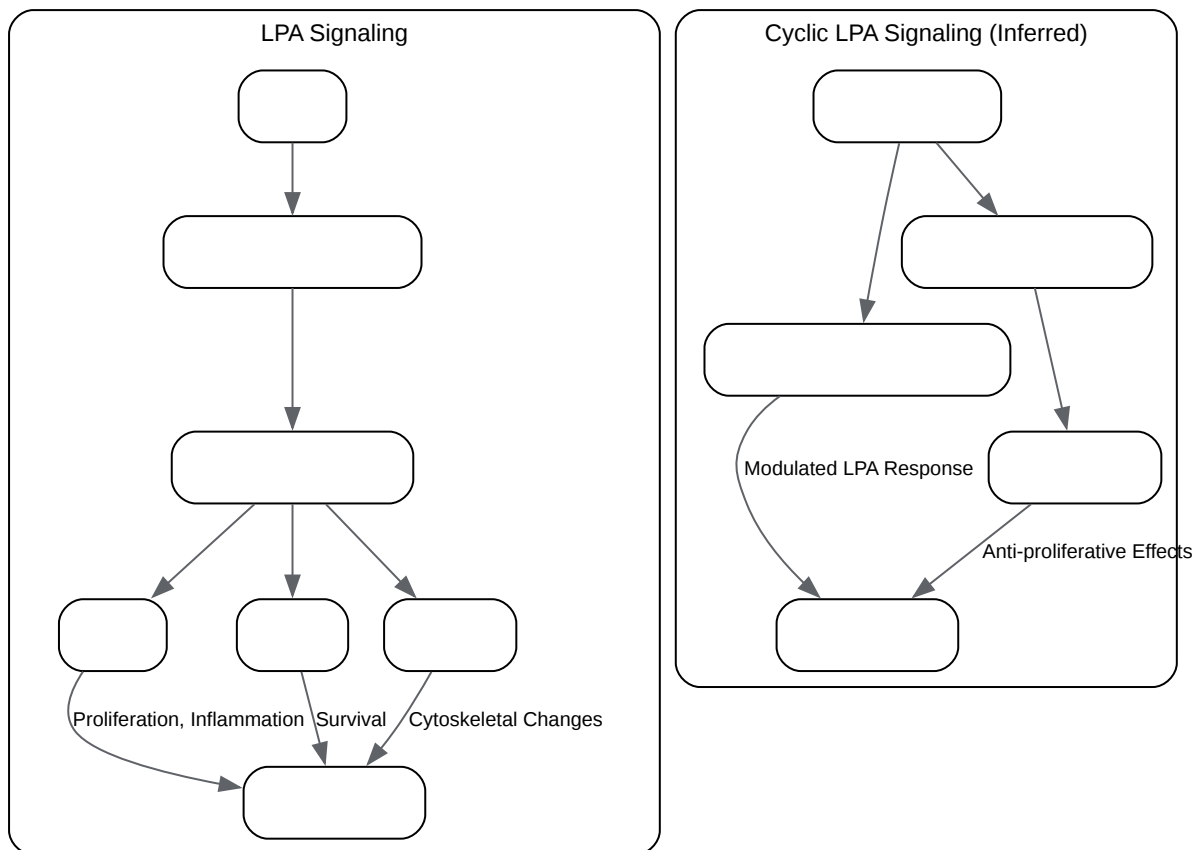 LPA Signaling
Cyclic LPA Signaling (Inferred)
Modulated LPA Response
Anti-proliferative Effects
Proliferation, Inflammation
Survival
Cytoskeletal Changes